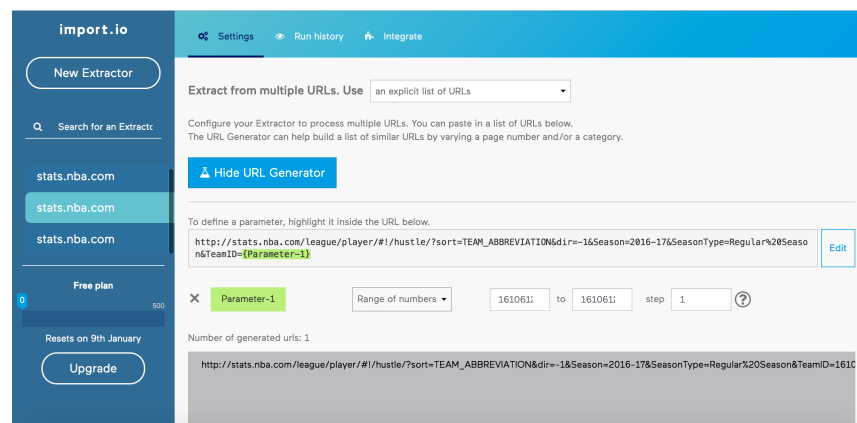 import.io
Settings
Run history
Integrate
New Extractor
Search for an Extractc
stats.nba.com
stats.nba.com
stats.nba.com
Free plan
0
500
Resets on 9th January
Upgrade
Extract from multiple URLs. Use
an explicit list of URLs
Configure your Extractor to process multiple URLs. You can paste in a list of URLs below.
The URL Generator can help build a list of similar URLs by varying a page number and/or a category.
Hide URL Generator
To define a parameter, highlight it inside the URL below.
http://stats.nba.com/league/player/#!/hustle/?sort=TEAM_ABBREVIATION&dir=-1&Season=2016-17&SeasonType=Regular%20Seaso
n&TeamID={Parameter-1}
Edit
Parameter-1
Range of numbers
1610612
to
1610612
step
1
?
Number of generated urls: 1
http://stats.nba.com/league/player/#!/hustle/?sort=TEAM_ABBREVIATION&dir=-1&Season=2016-17&SeasonType=Regular%20Season&TeamID=1610